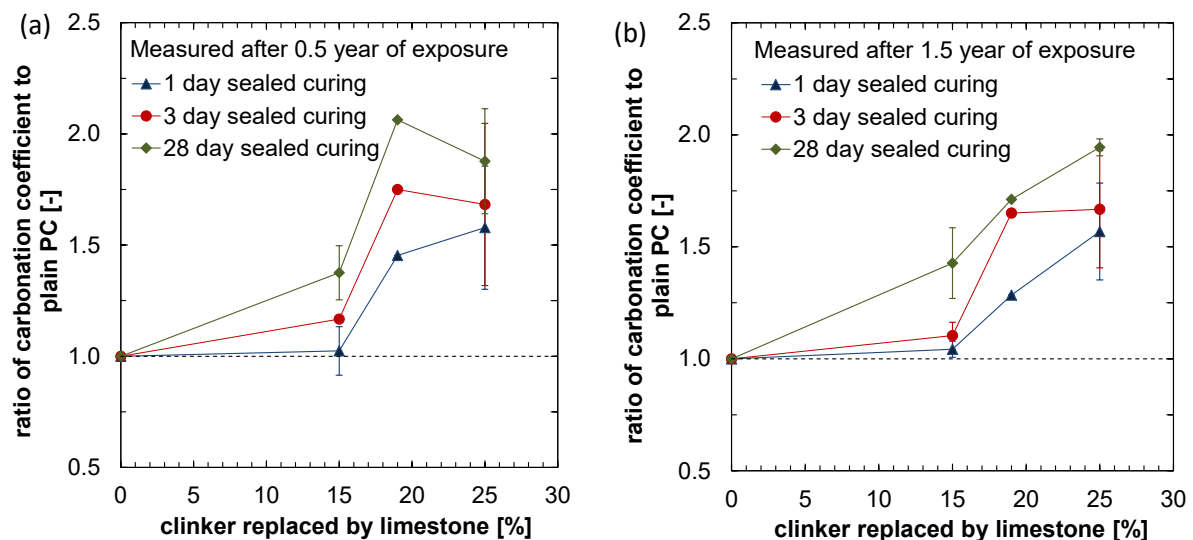 (a)
Measured after 0.5 year of exposure
1 day sealed curing
3 day sealed curing
28 day sealed curing
2.5
2.0
1.5
1.0
0.5
ratio of carbonation coefficient to
plain PC [-]
0 5 10 15 20 25 30
clinker replaced by limestone [%]
(b)
Measured after 1.5 year of exposure
1 day sealed curing
3 day sealed curing
28 day sealed curing
2.5
2.0
1.5
1.0
0.5
ratio of carbonation coefficient to
plain PC [-]
0 5 10 15 20 25 30
clinker replaced by limestone [%]